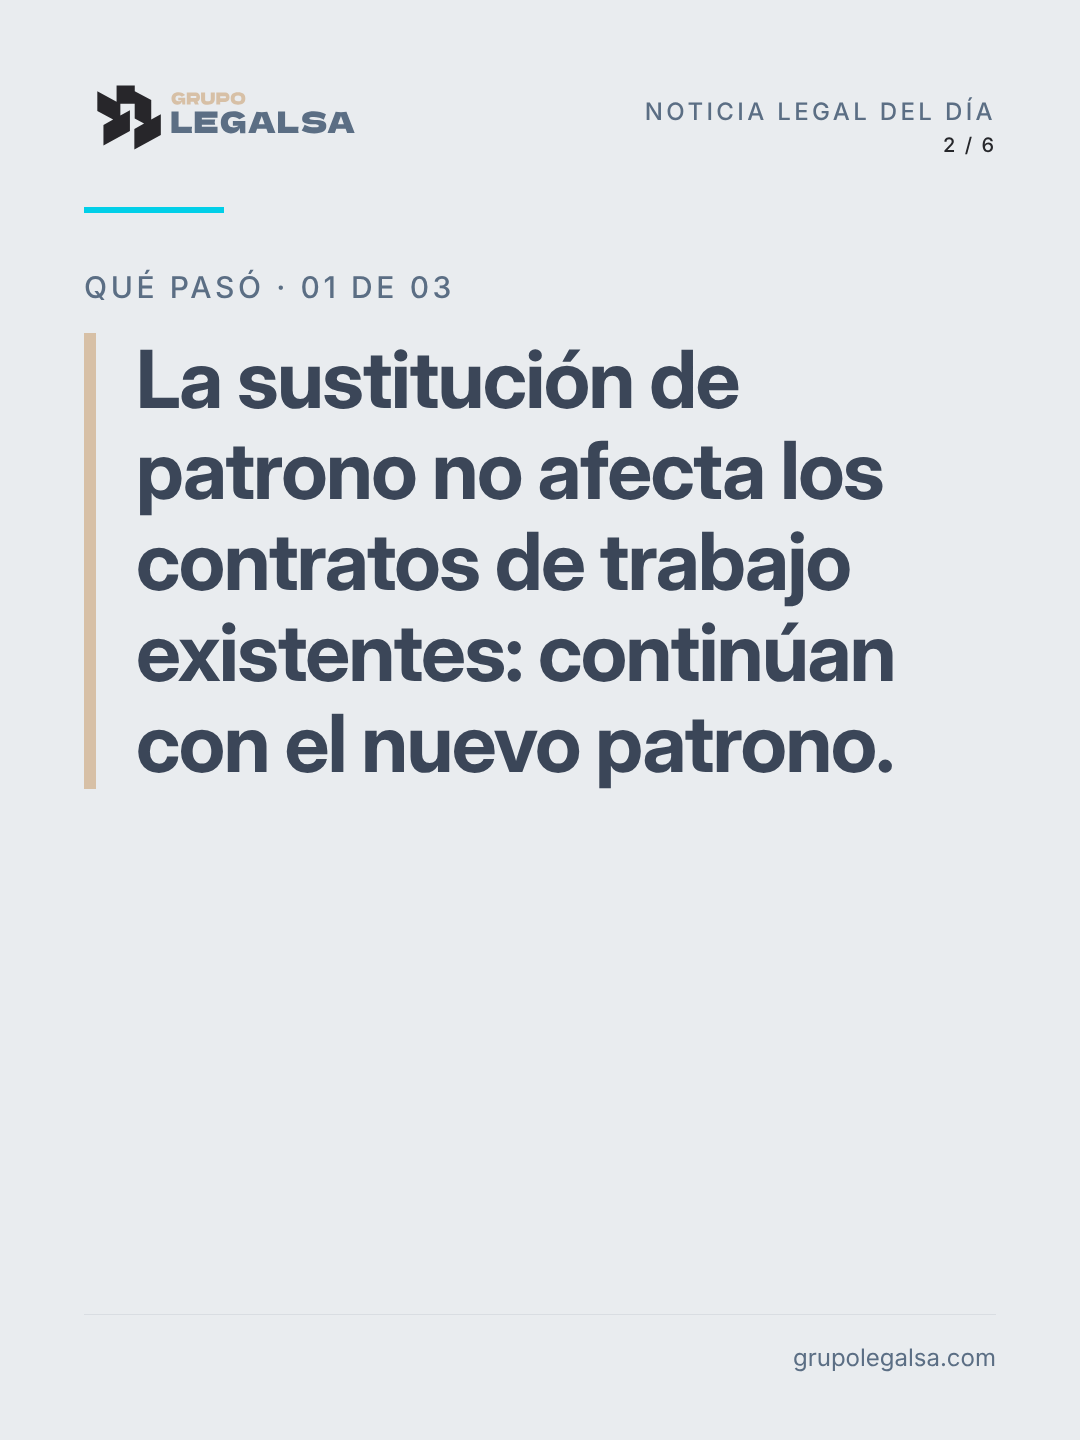 GRUPO
LEGALSA
NOTICIA LEGAL DEL DÍA
2 / 6
QUÉ PASÓ · 01 DE 03
La sustitución de
patrono no afecta los
contratos de trabajo
existentes: continúan
con el nuevo patrono.
grupolegalsa.com